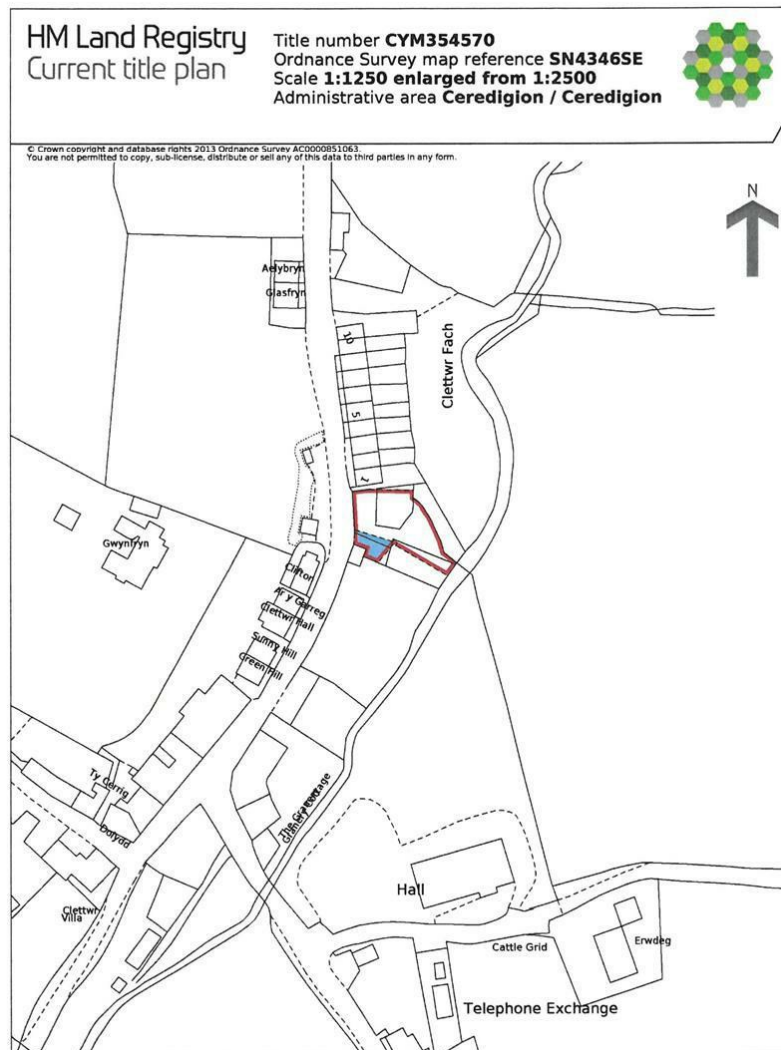 HM Land Registry
Current title plan
Title number CYM354570
Ordnance Survey map reference SN4346SE
Scale 1:1250 enlarged from 1:2500
Administrative area Ceredigion / Ceredigion
© Crown copyright and database rights 2013 Ordnance Survey AC0000851063.
You are not permitted to copy, sub-license, distribute or sell any of this data to third parties in any form.
N
Aelybryn
Glasfryn
10
Clettwr Fach
5
1
Gwynfryn
Clifton
Ar y Garreg
Clettwr Hall
Sunny Hill
Green Hill
Ty Cerrig
The Granary
Cottage
Dolydd
Hall
Clettwr
Villa
Cattle Grid
Erwdeg
Telephone Exchange